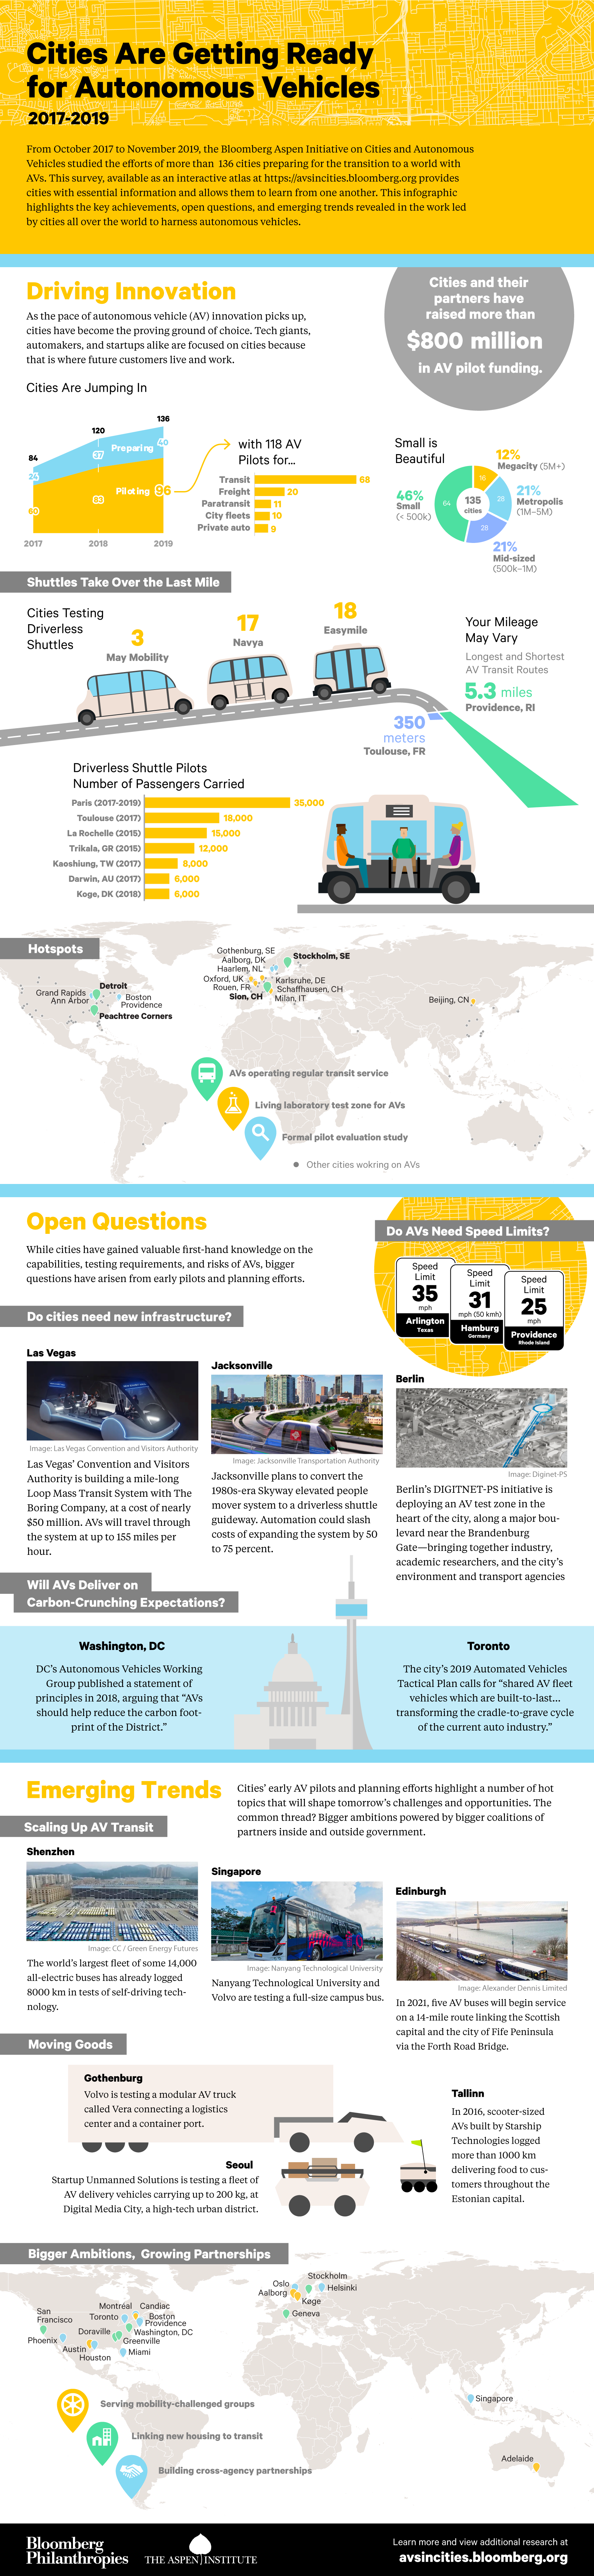 Cities Are Getting Ready
for Autonomous Vehicles
2017-2019
From October 2017 to November 2019, the Bloomberg Aspen Initiative on Cities and Autonomous
Vehicles studied the efforts of more than 136 cities preparing for the transition to a world with
AVs. This survey, available as an interactive atlas at https://avsincities.bloomberg.org provides
cities with essential information and allows them to learn from one another. This infographic
highlights the key achievements, open questions, and emerging trends revealed in the work led
by cities all over the world to harness autonomous vehicles.
Driving Innovation
As the pace of autonomous vehicle (AV) innovation picks up,
cities have become the proving ground of choice. Tech giants,
automakers, and startups alike are focused on cities because
that is where future customers live and work.
Cities and their
partners have
raised more than
$800 million
in AV pilot funding.
Cities Are Jumping In
136
120
84
40
37
24
Preparing
Piloting 96
83
60
2017
2018
2019
with 118 AV
Pilots for...
Transit 68
Freight 20
Paratransit 11
City fleets 10
Private auto 9
Small is
Beautiful
12%
Megacity (5M+)
16
46%
Small
(< 500k)
64
135
cities
28
21%
Metropolis
(1M–5M)
28
21%
Mid-sized
(500k–1M)
Shuttles Take Over the Last Mile
Cities Testing
Driverless
Shuttles
3
May Mobility
17
Navya
18
Easymile
Your Mileage
May Vary
Longest and Shortest
AV Transit Routes
5.3 miles
Providence, RI
350
meters
Toulouse, FR
Driverless Shuttle Pilots
Number of Passengers Carried
Paris (2017-2019) 35,000
Toulouse (2017) 18,000
La Rochelle (2015) 15,000
Trikala, GR (2015) 12,000
Kaoshiung, TW (2017) 8,000
Darwin, AU (2017) 6,000
Koge, DK (2018) 6,000
Hotspots
Gothenburg, SE
Aalborg, DK
Haarlem, NL
Stockholm, SE
Oxford, UK
Rouen, FR
Sion, CH
Karlsruhe, DE
Schaffhausen, CH
Milan, IT
Detroit
Grand Rapids
Ann Arbor
Boston
Providence
Peachtree Corners
Beijing, CN
AVs operating regular transit service
Living laboratory test zone for AVs
Formal pilot evaluation study
Other cities wokring on AVs
Open Questions
While cities have gained valuable first-hand knowledge on the
capabilities, testing requirements, and risks of AVs, bigger
questions have arisen from early pilots and planning efforts.
Do AVs Need Speed Limits?
Speed
Limit
35
mph
Arlington
Texas
Speed
Limit
31
mph (50 kmh)
Hamburg
Germany
Speed
Limit
25
mph
Providence
Rhode Island
Do cities need new infrastructure?
Las Vegas
Image: Las Vegas Convention and Visitors Authority
Las Vegas' Convention and Visitors
Authority is building a mile-long
Loop Mass Transit System with The
Boring Company, at a cost of nearly
$50 million. AVs will travel through
the system at up to 155 miles per
hour.
Jacksonville
Image: Jacksonville Transportation Authority
Jacksonville plans to convert the
1980s-era Skyway elevated people
mover system to a driverless shuttle
guideway. Automation could slash
costs of expanding the system by 50
to 75 percent.
Berlin
Image: Diginet-PS
Berlin's DIGITNET-PS initiative is
deploying an AV test zone in the
heart of the city, along a major bou-
levard near the Brandenburg
Gate—bringing together industry,
academic researchers, and the city's
environment and transport agencies
Will AVs Deliver on
Carbon-Crunching Expectations?
Washington, DC
DC's Autonomous Vehicles Working
Group published a statement of
principles in 2018, arguing that "AVs
should help reduce the carbon foot-
print of the District."
Toronto
The city's 2019 Automated Vehicles
Tactical Plan calls for "shared AV fleet
vehicles which are built-to-last...
transforming the cradle-to-grave cycle
of the current auto industry."
Emerging Trends
Cities' early AV pilots and planning efforts highlight a number of hot
topics that will shape tomorrow's challenges and opportunities. The
common thread? Bigger ambitions powered by bigger coalitions of
partners inside and outside government.
Scaling Up AV Transit
Shenzhen
Image: CC / Green Energy Futures
The world's largest fleet of some 14,000
all-electric buses has already logged
8000 km in tests of self-driving tech-
nology.
Singapore
Image: Nanyang Technological University
Nanyang Technological University and
Volvo are testing a full-size campus bus.
Edinburgh
Image: Alexander Dennis Limited
In 2021, five AV buses will begin service
on a 14-mile route linking the Scottish
capital and the city of Fife Peninsula
via the Forth Road Bridge.
Moving Goods
Gothenburg
Volvo is testing a modular AV truck
called Vera connecting a logistics
center and a container port.
Seoul
Startup Unmanned Solutions is testing a fleet of
AV delivery vehicles carrying up to 200 kg, at
Digital Media City, a high-tech urban district.
Tallinn
In 2016, scooter-sized
AVs built by Starship
Technologies logged
more than 1000 km
delivering food to cus-
tomers throughout the
Estonian capital.
Bigger Ambitions, Growing Partnerships
Stockholm
Oslo
Helsinki
Aalborg
Køge
Geneva
San
Francisco
Montréal
Candiac
Toronto
Boston
Providence
Doraville
Washington, DC
Phoenix
Greenville
Austin
Houston
Miami
Singapore
Adelaide
Serving mobility-challenged groups
Linking new housing to transit
Building cross-agency partnerships
Bloomberg
Philanthropies
THE ASPEN INSTITUTE
Learn more and view additional research at
avsincities.bloomberg.org